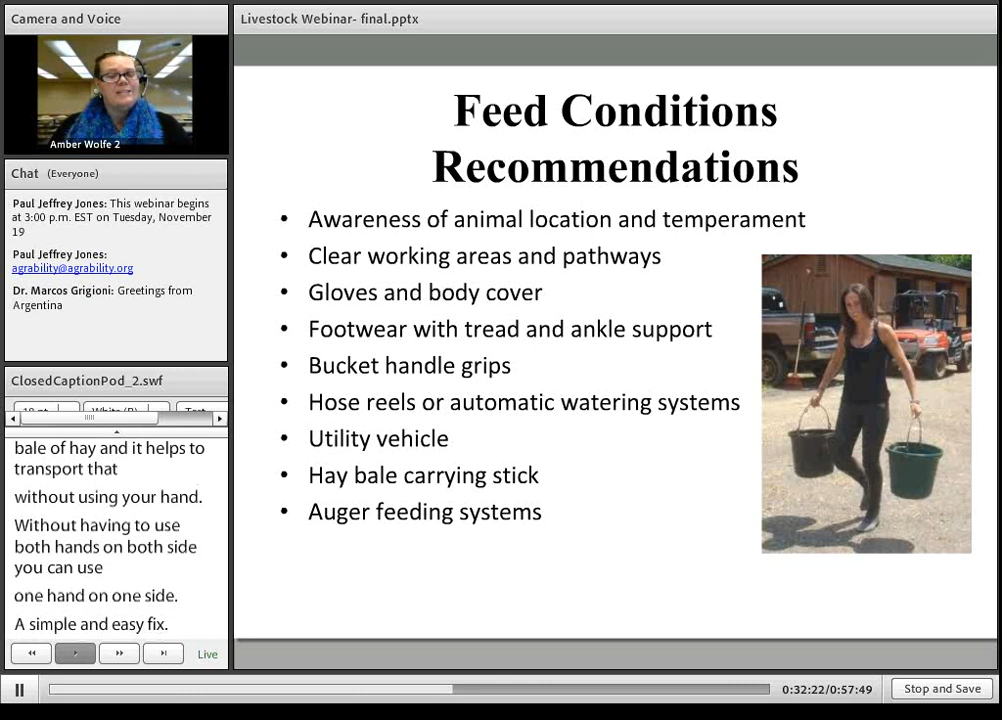 Camera and Voice
Amber Wolfe 2
Chat (Everyone)
Paul Jeffrey Jones: This webinar begins
at 3:00 p.m. EST on Tuesday, November
19
Paul Jeffrey Jones:
agrability@agrability.org
Dr. Marcos Grigioni: Greetings from
Argentina
ClosedCaptionPod_2.swf
bale of hay and it helps to
transport that
without using your hand.
Without having to use
both hands on both side
you can use
one hand on one side.
A simple and easy fix.
Live
Livestock Webinar- final.pptx
Feed Conditions
Recommendations
• Awareness of animal location and temperament
• Clear working areas and pathways
• Gloves and body cover
• Footwear with tread and ankle support
• Bucket handle grips
• Hose reels or automatic watering systems
• Utility vehicle
• Hay bale carrying stick
• Auger feeding systems
0:32:22/0:57:49
Stop and Save